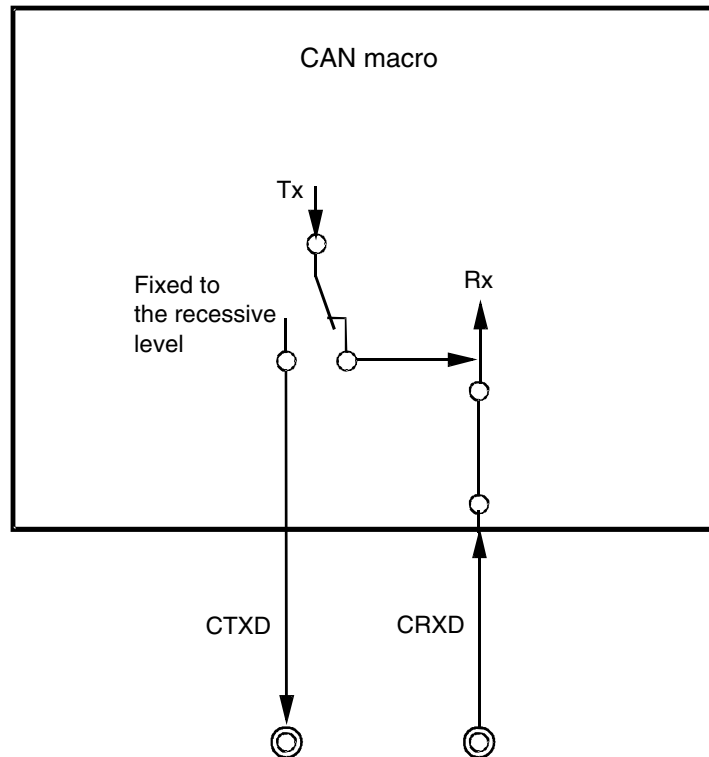 CAN macro
Tx
Rx
Fixed to
the recessive
level
CTXD
CRXD